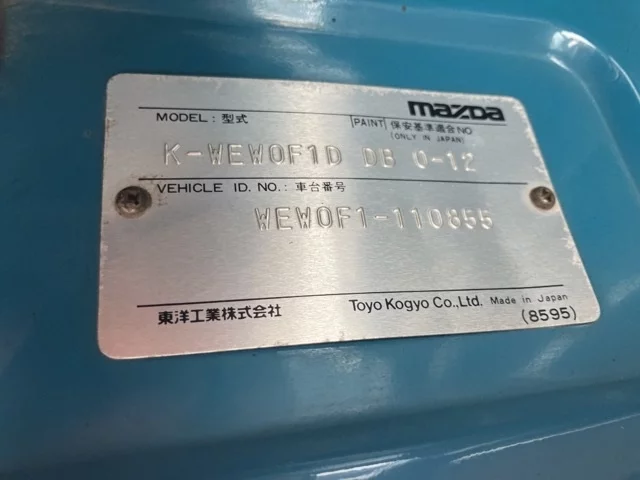 mazda
MODEL : 型式 PAINT 保安基準適合NO
(ONLY IN JAPAN)
K-WEW0F1D DB 0-12
VEHICLE ID. NO. : 車台番号
WEW0F1-110855
東洋工業株式会社 Toyo Kogyo Co., Ltd. Made in Japan
(8595)